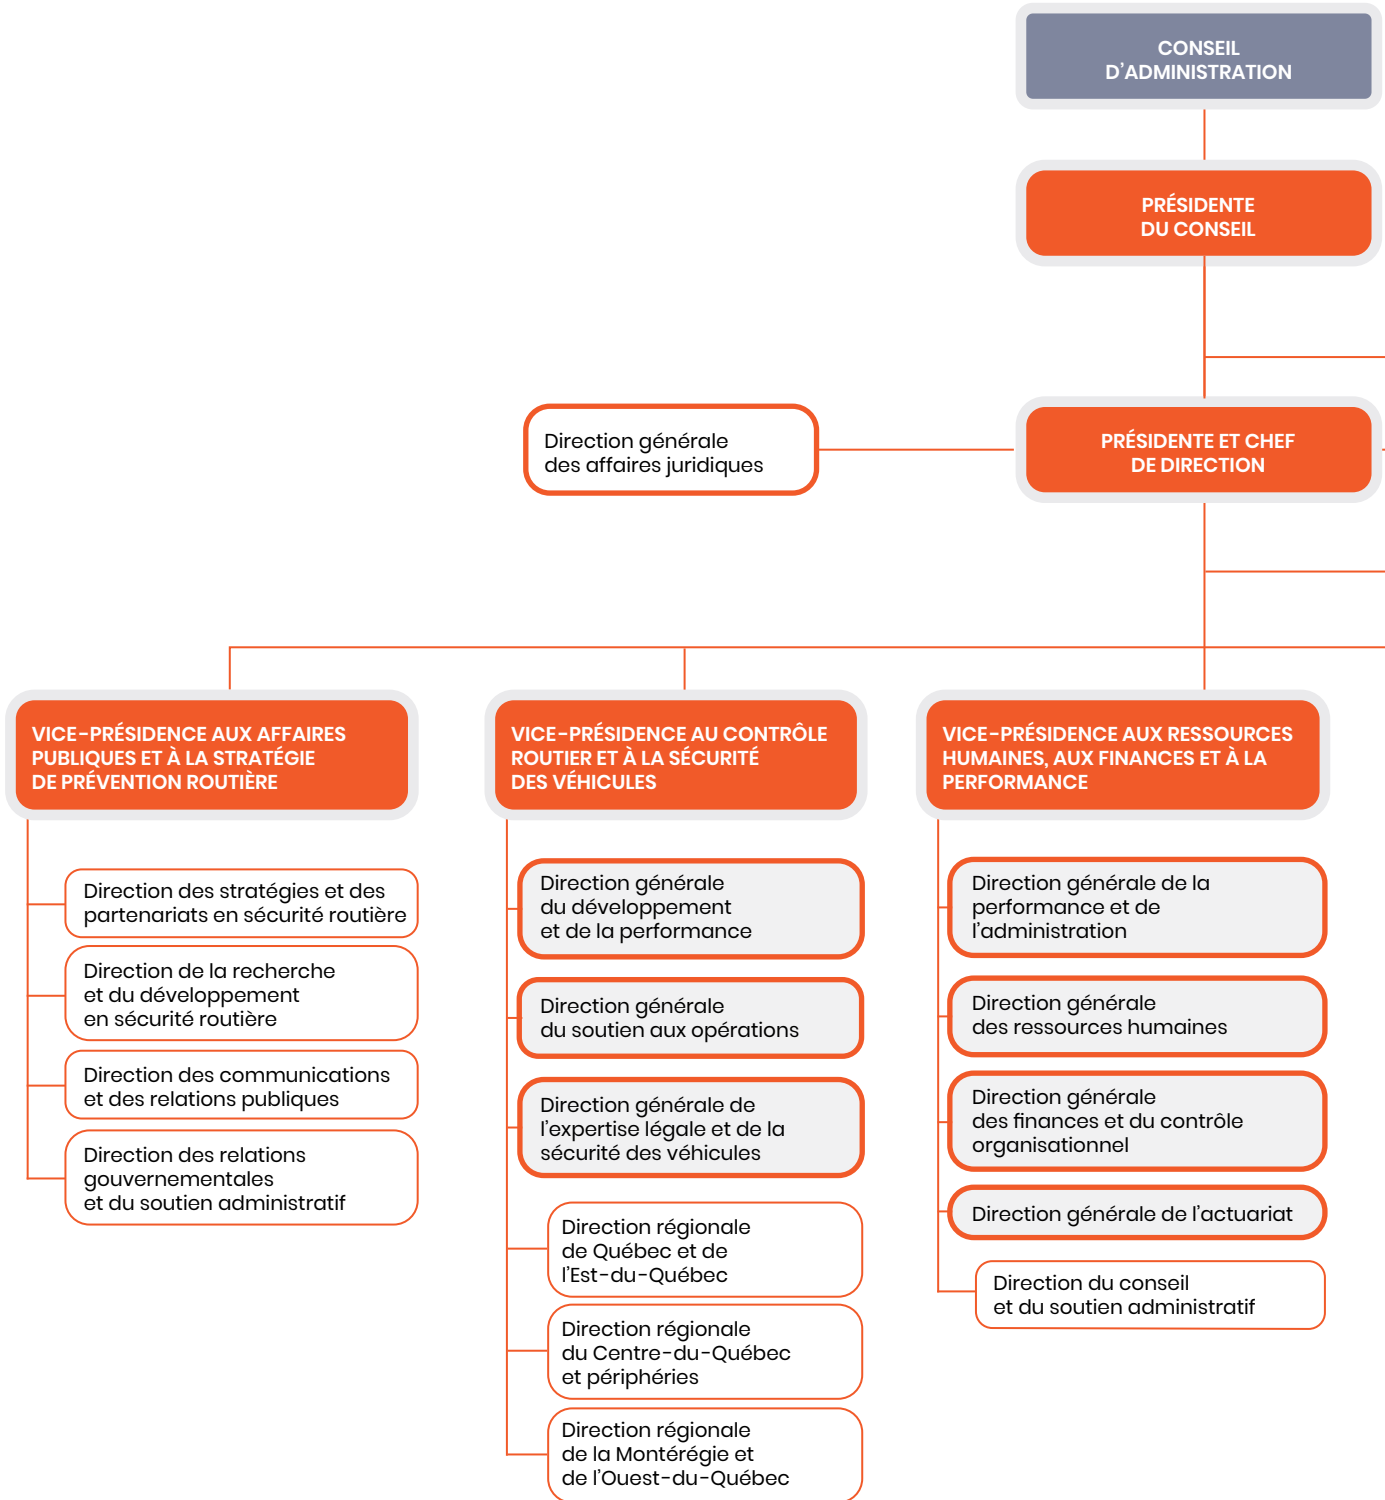 CONSEIL
D’ADMINISTRATION
PRÉSIDENTE
DU CONSEIL
Direction générale
des affaires juridiques
PRÉSIDENTE ET CHEF
DE DIRECTION
VICE-PRÉSIDENCE AUX AFFAIRES
PUBLIQUES ET À LA STRATÉGIE
DE PRÉVENTION ROUTIÈRE
Direction des stratégies et des
partenariats en sécurité routière
Direction de la recherche
et du développement
en sécurité routière
Direction des communications
et des relations publiques
Direction des relations
gouvernementales
et du soutien administratif
VICE-PRÉSIDENCE AU CONTRÔLE
ROUTIER ET À LA SÉCURITÉ
DES VÉHICULES
Direction générale
du développement
et de la performance
Direction générale
du soutien aux opérations
Direction générale de
l’expertise légale et de la
sécurité des véhicules
Direction régionale
de Québec et de
l’Est-du-Québec
Direction régionale
du Centre-du-Québec
et périphéries
Direction régionale
de la Montérégie et
de l’Ouest-du-Québec
VICE-PRÉSIDENCE AUX RESSOURCES
HUMAINES, AUX FINANCES ET À LA
PERFORMANCE
Direction générale de la
performance et de
l’administration
Direction générale
des ressources humaines
Direction générale
des finances et du contrôle
organisationnel
Direction générale de l’actuariat
Direction du conseil
et du soutien administratif